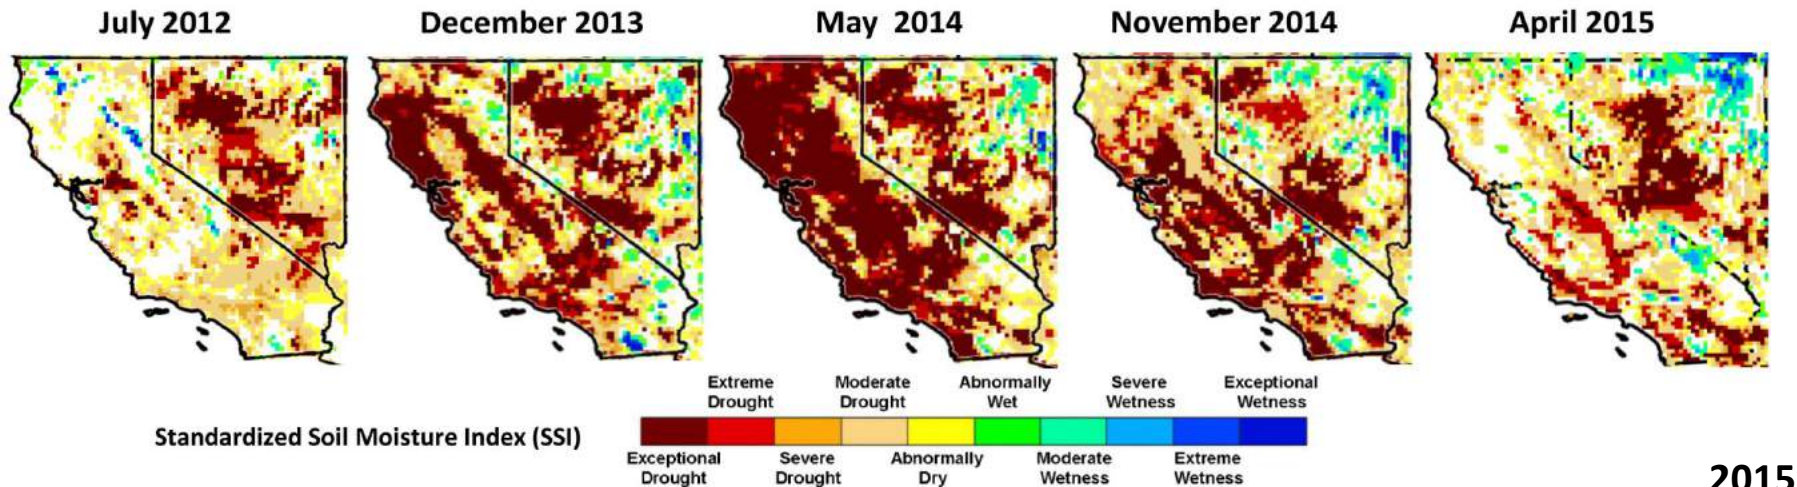 July 2012 December 2013 May 2014 November 2014 April 2015
Extreme Drought Moderate Drought Abnormally Wet Severe Wetness Exceptional Wetness
Standardized Soil Moisture Index (SSI)
Exceptional Drought Severe Drought Abnormally Dry Moderate Wetness Extreme Wetness
2015